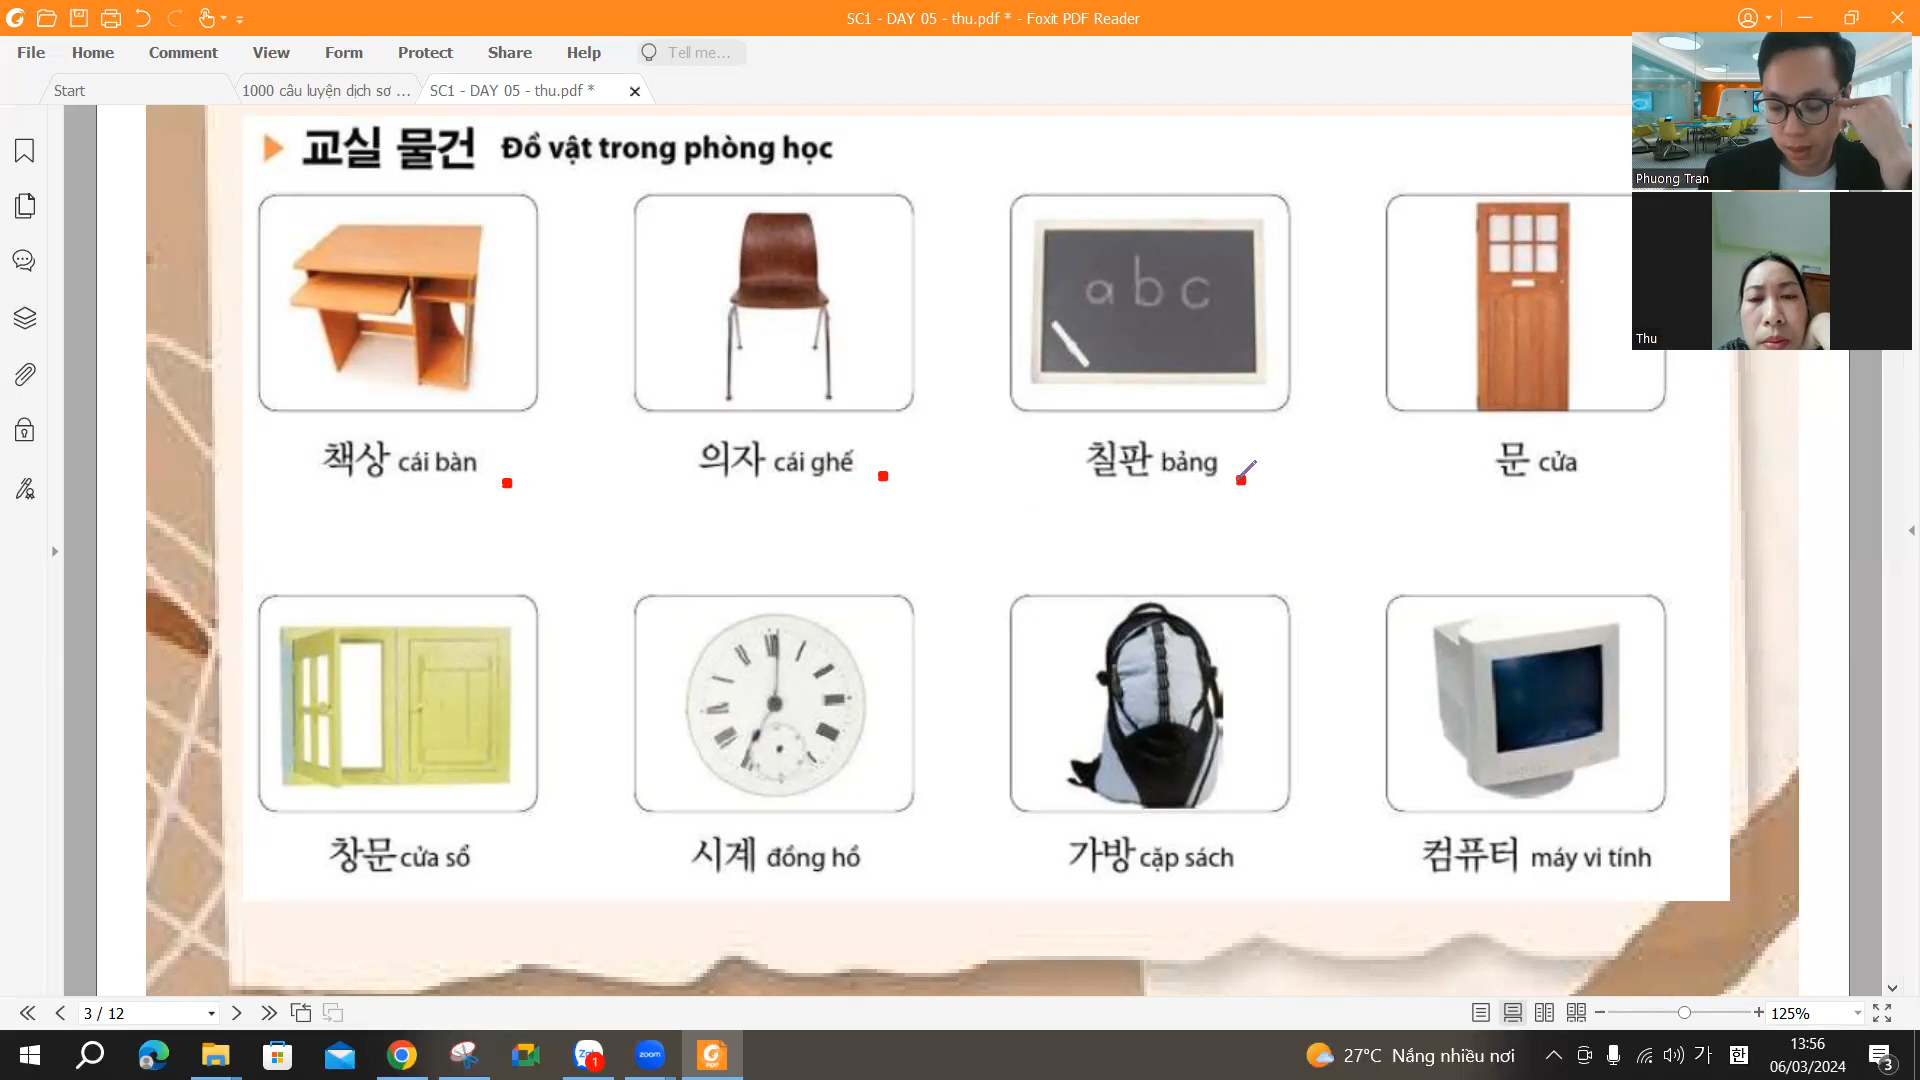 SC1 - DAY 05 - thu.pdf * - Foxit PDF Reader
File Home Comment View Form Protect Share Help Tell me...
Start 1000 câu luyện dịch sơ ... SC1 - DAY 05 - thu.pdf *
교실 물건 Đồ vật trong phòng học
Phuong Tran
Thu
a b c
책상 cái bàn 의자 cái ghế 칠판 bảng 문 cửa
창문 cửa sổ 시계 đồng hồ 가방 cặp sách 컴퓨터 máy vi tính
3 / 12 125%
zoom 1 27°C Nắng nhiều nơi 가 한 13:56
06/03/2024 3